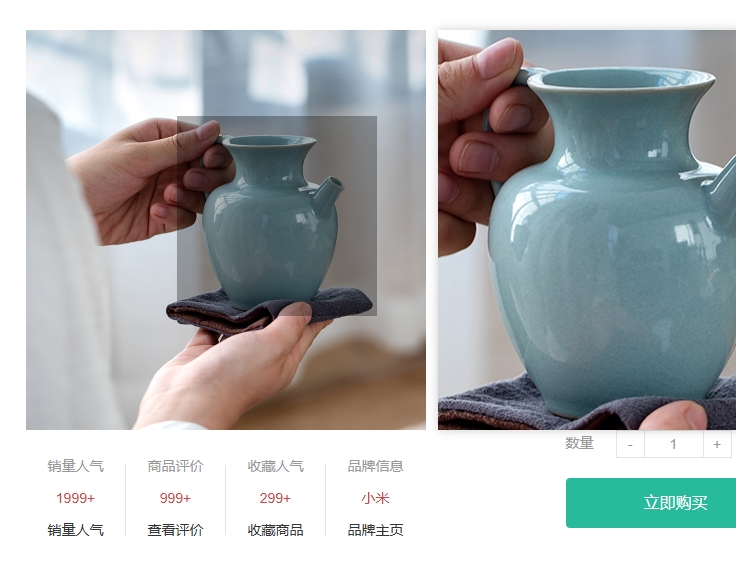 数量 - 1 +
销量人气 商品评价 收藏人气 品牌信息
1999+ 999+ 299+ 小米
立即购买
销量人气 查看评价 收藏商品 品牌主页